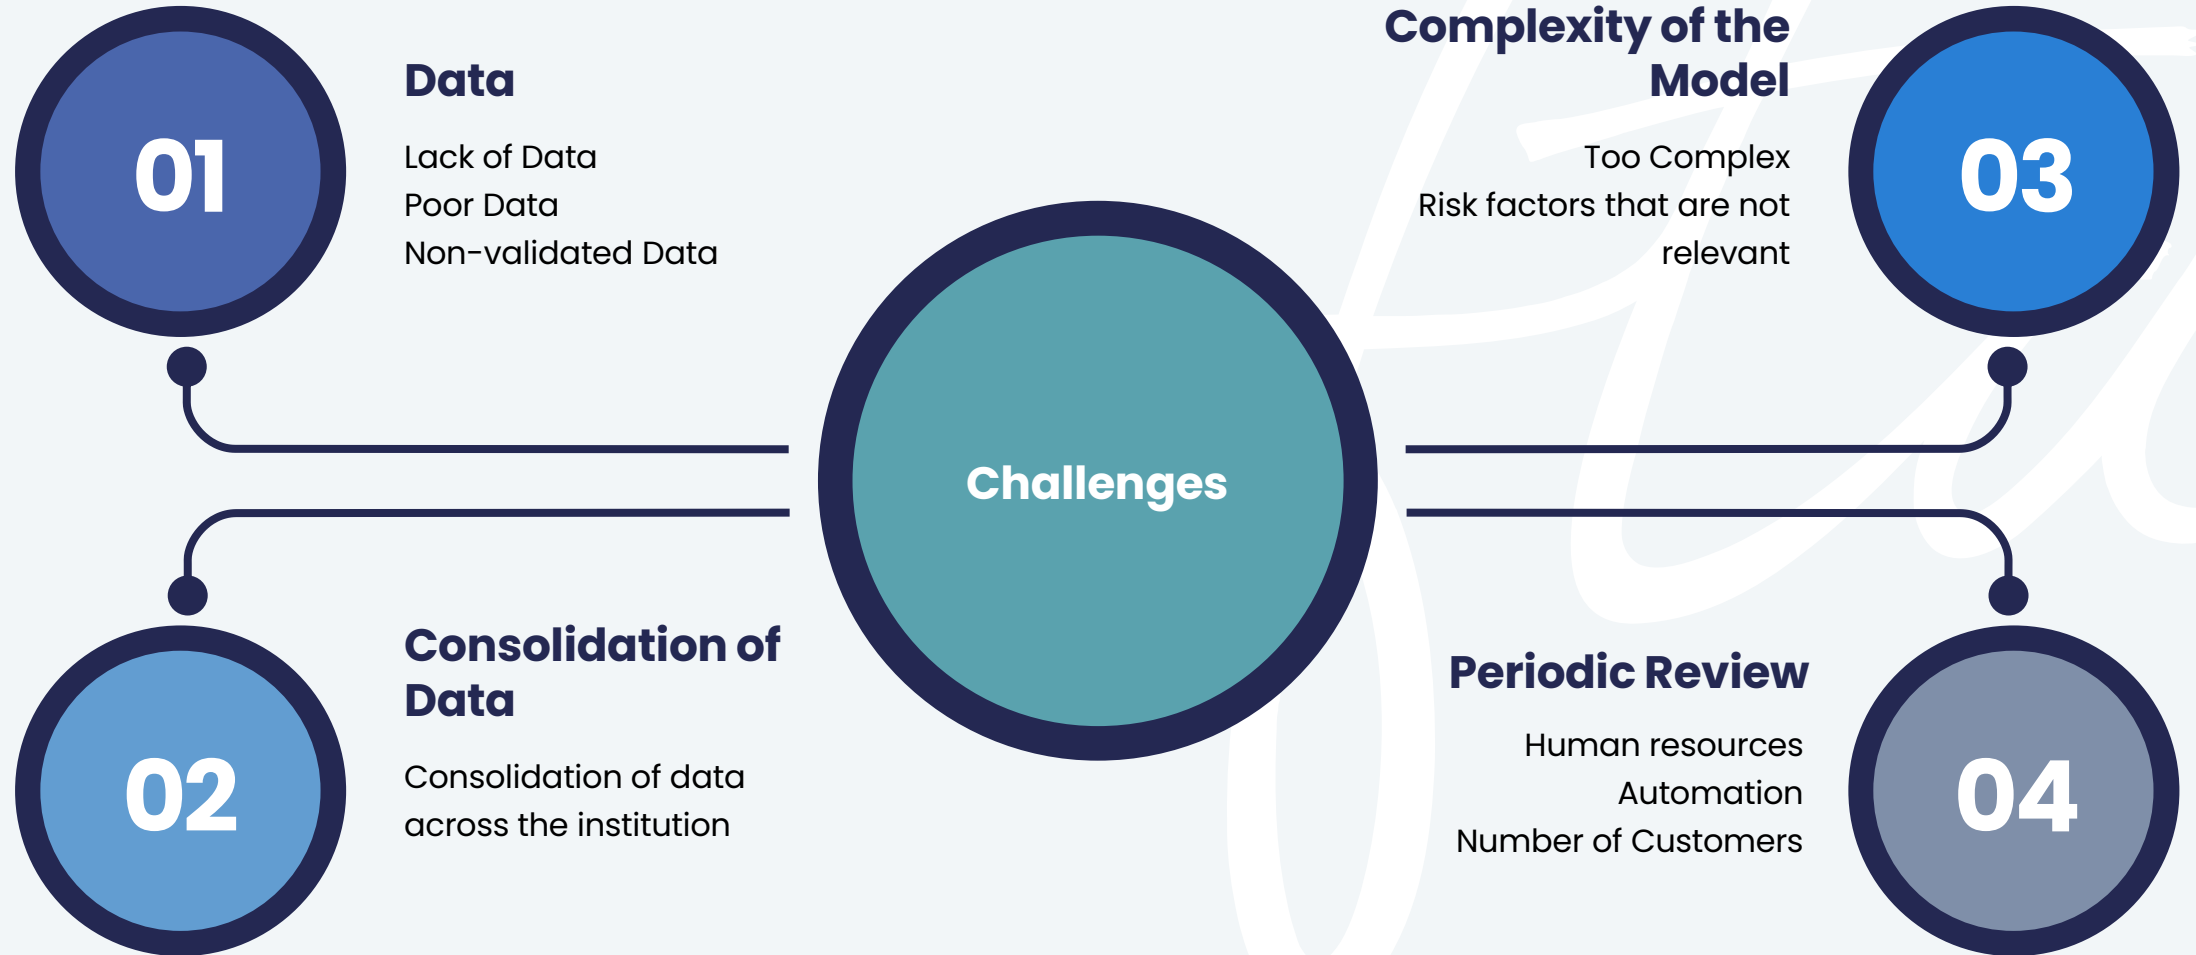 01
Data
Lack of Data
Poor Data
Non-validated Data
02
Consolidation of
Data
Consolidation of data
across the institution
Challenges
Complexity of the
Model
Too Complex
Risk factors that are not
relevant
03
Periodic Review
Human resources
Automation
Number of Customers
04